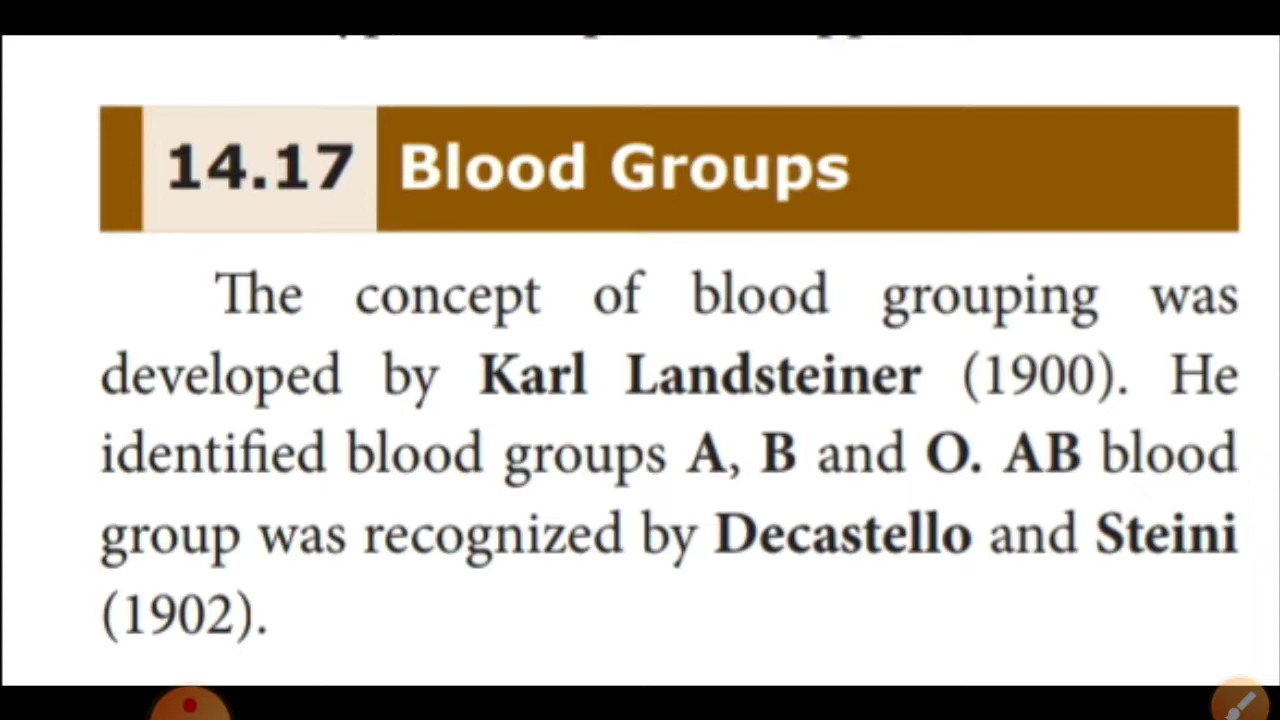 14.17 Blood Groups
The concept of blood grouping was
developed by Karl Landsteiner (1900). He
identified blood groups A, B and O. AB blood
group was recognized by Decastello and Steini
(1902).